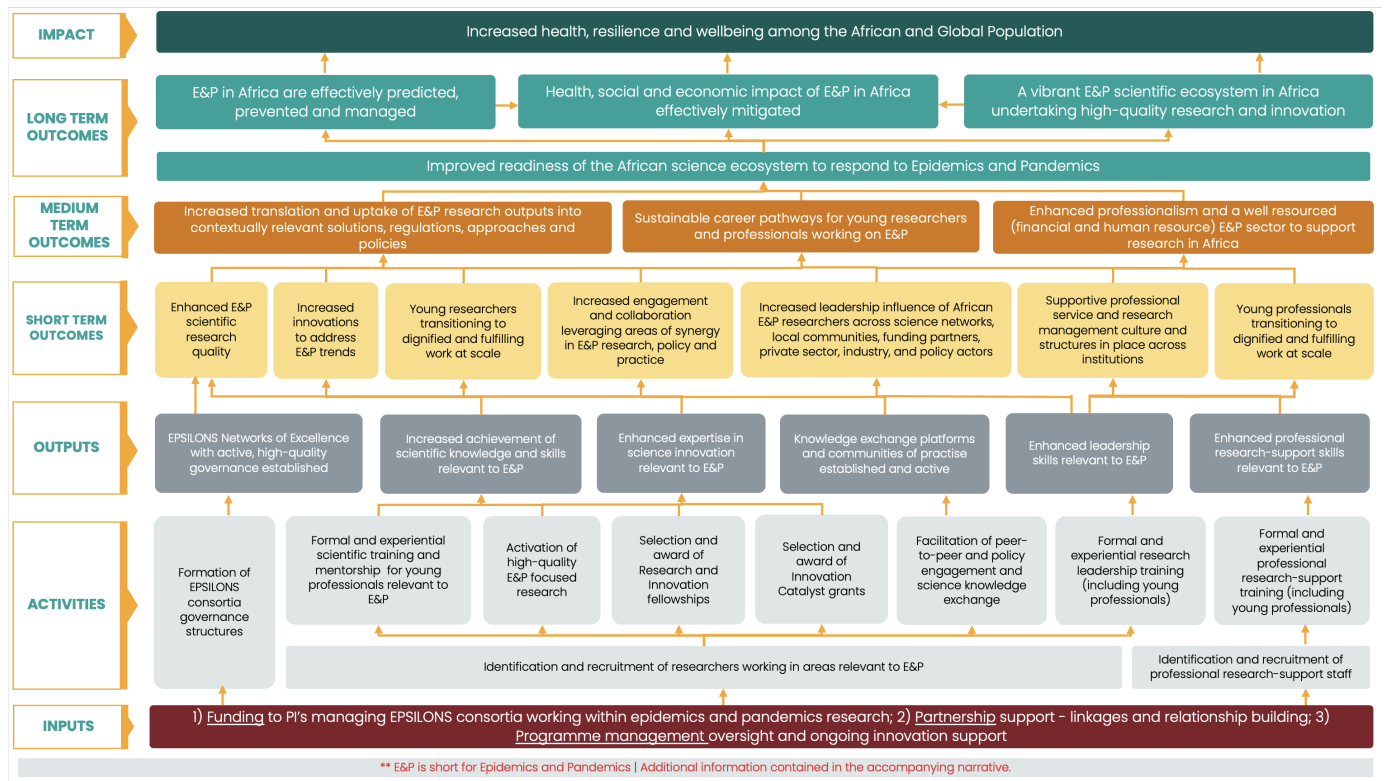 IMPACT
Increased health, resilience and wellbeing among the African and Global Population
LONG TERM
OUTCOMES
E&P in Africa are effectively predicted,
prevented and managed
Health, social and economic impact of E&P in Africa
effectively mitigated
A vibrant E&P scientific ecosystem in Africa
undertaking high-quality research and innovation
Improved readiness of the African science ecosystem to respond to Epidemics and Pandemics
MEDIUM
TERM
OUTCOMES
Increased translation and uptake of E&P research outputs into
contextually relevant solutions, regulations, approaches and
policies
Sustainable career pathways for young researchers
and professionals working on E&P
Enhanced professionalism and a well resourced
(financial and human resource) E&P sector to support
research in Africa
SHORT TERM
OUTCOMES
Enhanced E&P
scientific
research
quality
Increased
innovations
to address
E&P trends
Young researchers
transitioning to
dignified and fulfilling
work at scale
Increased engagement
and collaboration
leveraging areas of synergy
in E&P research, policy and
practice
Increased leadership influence of African
E&P researchers across science networks,
local communities, funding partners,
private sector, industry, and policy actors
Supportive professional
service and research
management culture and
structures in place across
institutions
Young professionals
transitioning to
dignified and fulfilling
work at scale
OUTPUTS
EPSILONS Networks of Excellence
with active, high-quality
governance established
Increased achievement of
scientific knowledge and skills
relevant to E&P
Enhanced expertise in
science innovation
relevant to E&P
Knowledge exchange platforms
and communities of practise
established and active
Enhanced leadership
skills relevant to E&P
Enhanced professional
research-support skills
relevant to E&P
ACTIVITIES
Formation of
EPSILONS
consortia
governance
structures
Formal and experiential
scientific training and
mentorship for young
professionals relevant to
E&P
Activation of
high-quality
E&P focused
research
Selection and
award of
Research and
Innovation
fellowships
Selection and
award of
Innovation
Catalyst grants
Facilitation of peer-
to-peer and policy
engagement and
science knowledge
exchange
Formal and
experiential research
leadership training
(including young
professionals)
Formal and
experiential
professional
research-support
training (including
young professionals)
Identification and recruitment of researchers working in areas relevant to E&P
Identification and recruitment of
professional research-support staff
INPUTS
1) Funding to PI's managing EPSILONS consortia working within epidemics and pandemics research; 2) Partnership support - linkages and relationship building; 3)
Programme management oversight and ongoing innovation support
** E&P is short for Epidemics and Pandemics | Additional information contained in the accompanying narrative.